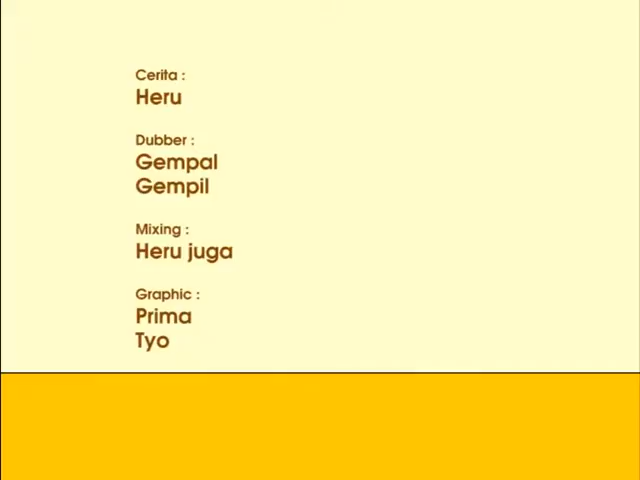 Cerita :
Heru
Dubber :
Gempal
Gempil
Mixing :
Heru juga
Graphic :
Prima
Tyo